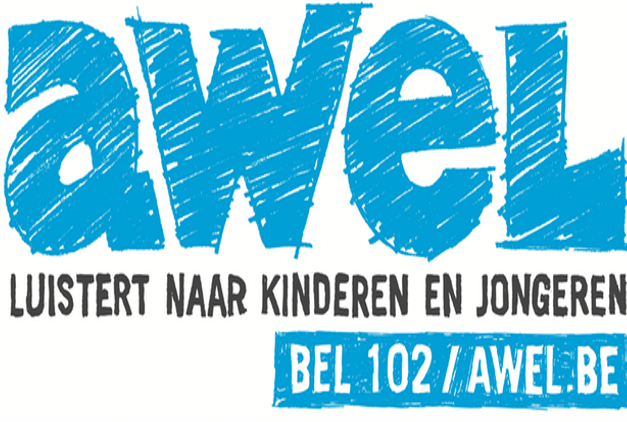 awel
LUISTERT NAAR KINDEREN EN JONGEREN
BEL 102 / AWEL.BE